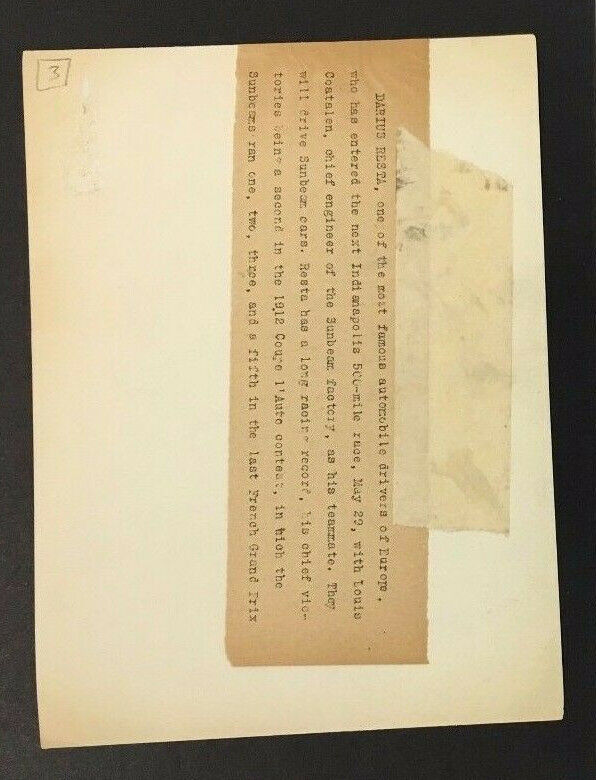 3
DARIUS RESTA, one of the most famous automobile drivers of Europe,
who has entered the next Indianapolis 500-mile race, May 29, with Louis
Coatalen, chief engineer of the Sunbeam factory, as his teammate. They
will drive Sunbeam cars. Resta has a long racing record, his chief vic-
tories being a second in the 1912 Coupe l'Auto contest, in which the
Sunbeams ran one, two, three, and a fifth in the last French Grand Prix